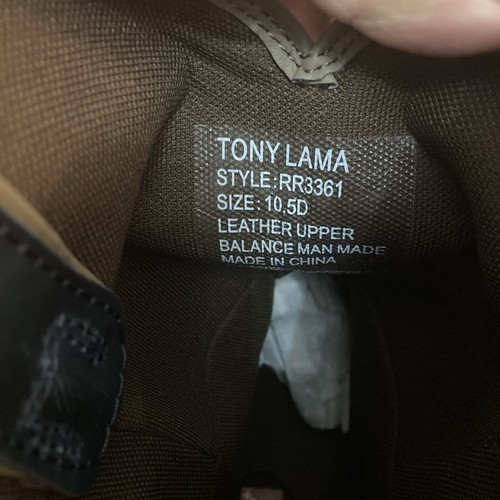 TONY LAMA
STYLE:RR3361
SIZE: 10.5D
LEATHER UPPER
BALANCE MAN MADE
MADE IN CHINA